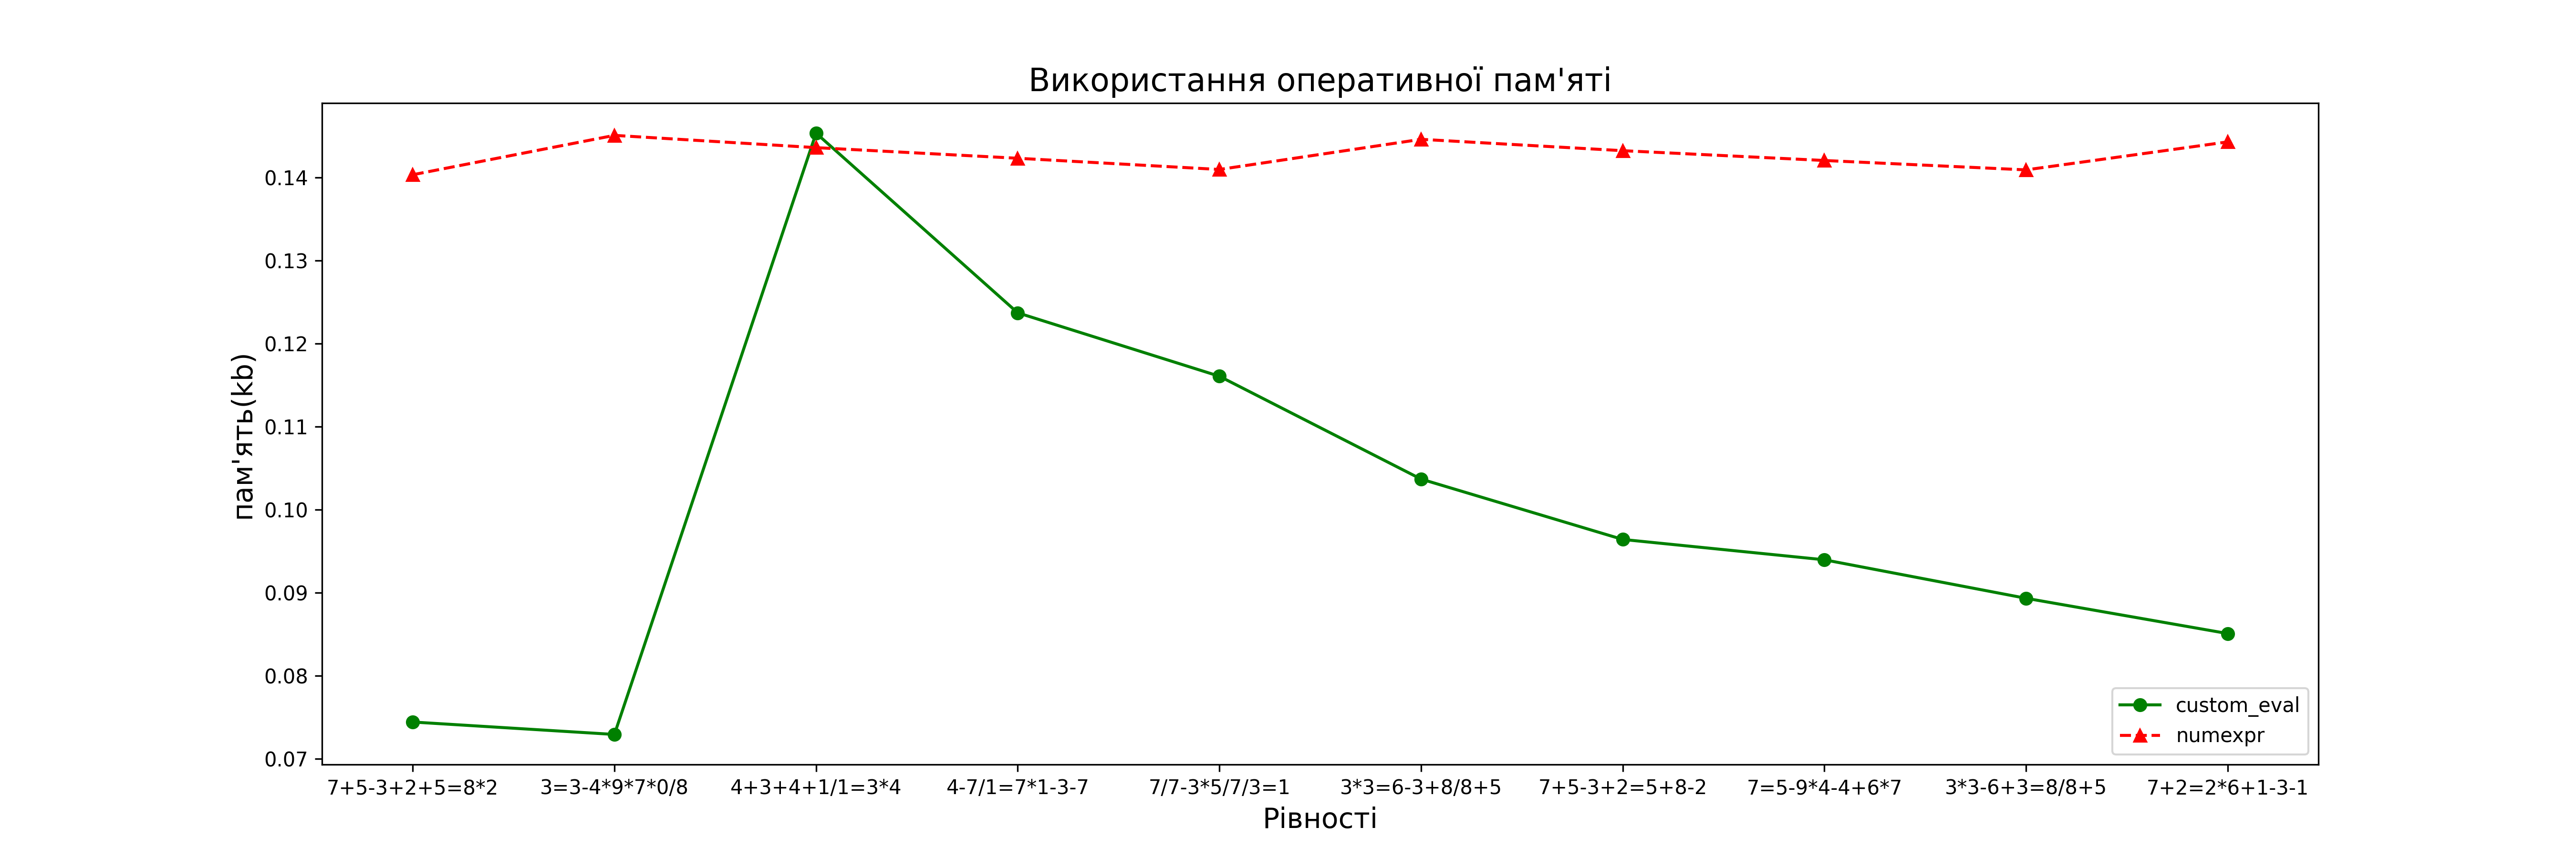 Використання оперативної пам'яті
пам'ять(kb)
0.14
0.13
0.12
0.11
0.10
0.09
0.08
0.07
7+5-3+2+5=8*2 3=3-4*9*7*0/8 4+3+4+1/1=3*4 4-7/1=7*1-3-7 7/7-3*5/7/3=1 3*3=6-3+8/8+5 7+5-3+2=5+8-2 7=5-9*4-4+6*7 3*3-6+3=8/8+5 7+2=2*6+1-3-1
Рівності
custom_eval
numexpr